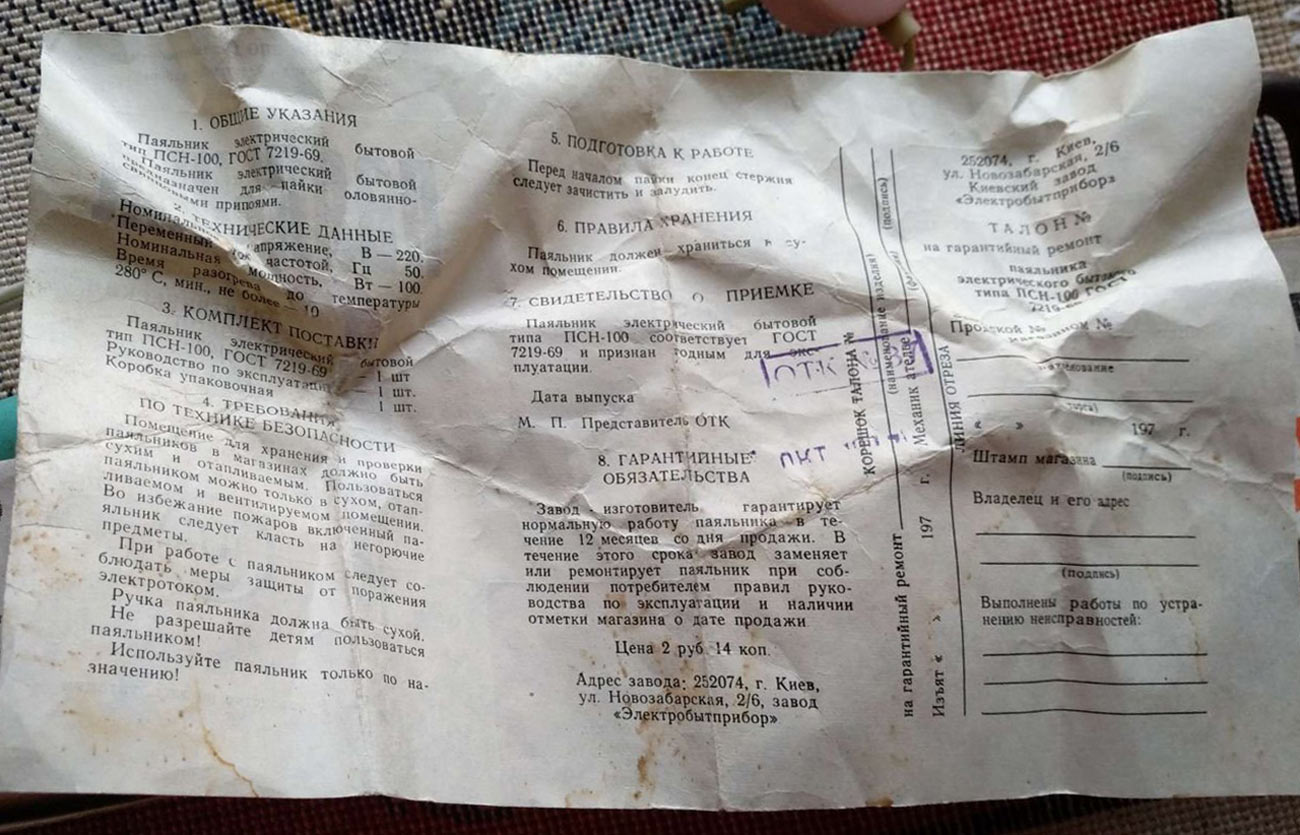 1. ОБЩИЕ УКАЗАНИЯ
Паяльник электрический бытовой
тип ПСН-100, ГОСТ 7219-69.
Паяльник электрический бытовой
предназначен для пайки оловянно-
свинцовыми припоями.
2. ТЕХНИЧЕСКИЕ ДАННЫЕ
Номинальное напряжение, В — 220.
Переменный ток частотой, Гц 50.
Номинальная мощность, Вт — 100.
Время разогрева до температуры
280° С, мин., не более — 10
3. КОМПЛЕКТ ПОСТАВКИ
Паяльник электрический бытовой
тип ПСН-100, ГОСТ 7219-69 — 1 шт
Руководство по эксплуатации — 1 шт.
Коробка упаковочная — 1 шт.
4. ТРЕБОВАНИЯ
ПО ТЕХНИКЕ БЕЗОПАСНОСТИ
Помещение для хранения и проверки
паяльников в магазинах должно быть
сухим и отапливаемым. Пользоваться
паяльником можно только в сухом, отап-
ливаемом и вентилируемом помещении.
Во избежание пожаров включенный па-
яльник следует класть на негорючие
предметы.
При работе с паяльником следует со-
блюдать меры защиты от поражения
электротоком.
Ручка паяльника должна быть сухой.
Не разрешайте детям пользоваться
паяльником!
Используйте паяльник только по на-
значению!
5. ПОДГОТОВКА К РАБОТЕ
Перед началом пайки конец стержня
следует зачистить и залудить.
6. ПРАВИЛА ХРАНЕНИЯ
Паяльник должен храниться в су-
хом помещении.
7. СВИДЕТЕЛЬСТВО О ПРИЕМКЕ
Паяльник электрический бытовой
типа ПСН-100 соответствует ГОСТ
7219-69 и признан годным для экс-
плуатации.
ОТК
Дата выпуска
М. П. Представитель ОТК
ПКТ
8. ГАРАНТИЙНЫЕ
ОБЯЗАТЕЛЬСТВА
Завод-изготовитель гарантирует
нормальную работу паяльника в те-
чение 12 месяцев со дня продажи. В
течение этого срока завод заменяет
или ремонтирует паяльник при соб-
людении потребителем правил руко-
водства по эксплуатации и наличии
отметки магазина о дате продажи
Цена 2 руб 14 коп.
Адрес завода: 252074, г. Киев,
ул. Новозабарская, 2/6, завод
«Электробытприбор»
КОРЕШОК ТАЛОНА №
на гарантийный ремонт
(наименование изделия)
(подпись)
Изъят « » 197 г. Механик ателье
ЛИНИЯ ОТРЕЗА
252074, г. Киев,
ул. Новозабарская, 2/6
Киевский завод
«Электробытприбор»
ТАЛОН №
на гарантийный ремонт
паяльника
электрического бытового
типа ПСН-100 ГОСТ
7219-69
« » 197 г.
Штамп магазина
(подпись)
Владелец и его адрес
(подпись)
Выполнены работы по устра-
нению неисправностей: